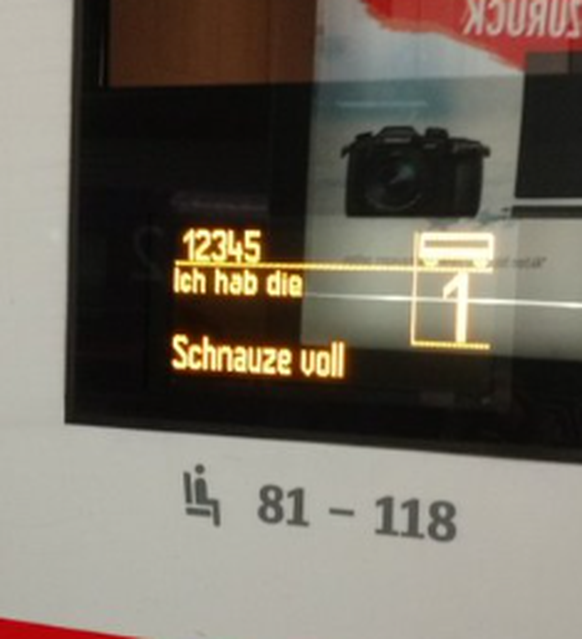 ZURÜCK
12345
Ich hab die
1
Schnauze voll
81 – 118